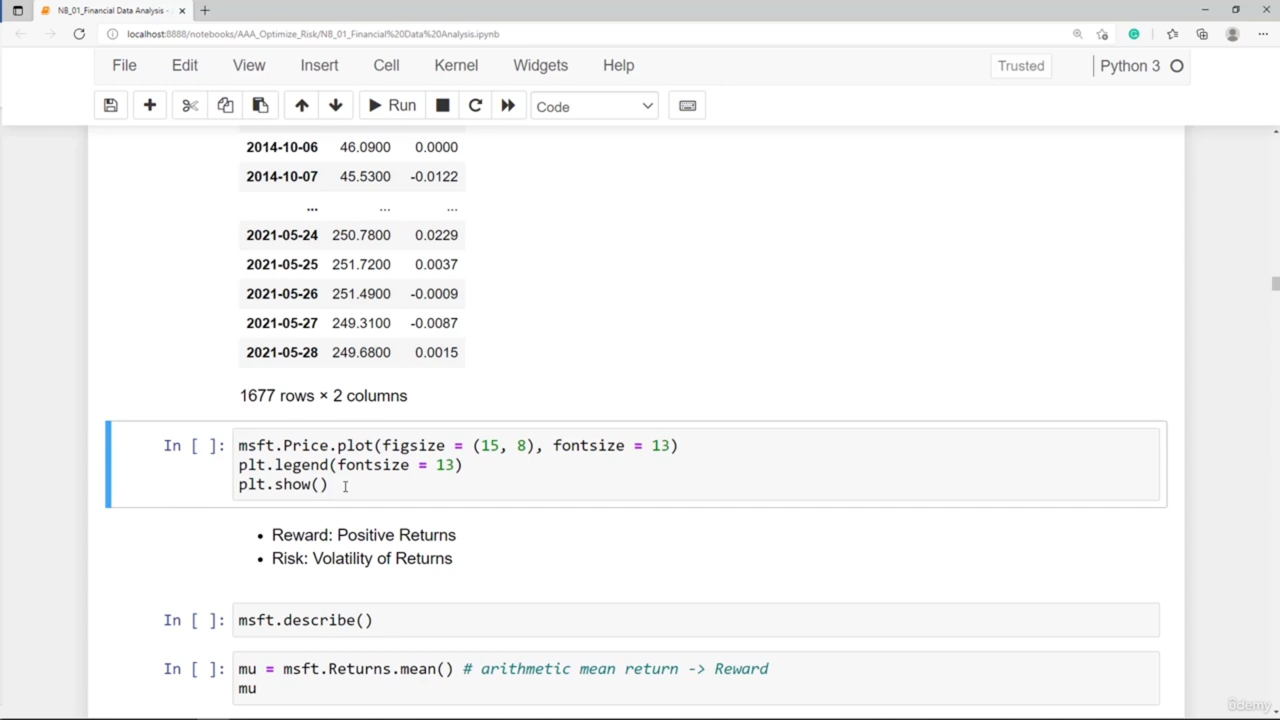 NB_01_Financial Data Analysis -
localhost:8888/notebooks/AAA_Optimize_Risk/NB_01_Financial%20Data%20Analysis.ipynb
File Edit View Insert Cell Kernel Widgets Help Trusted Python 3
Run Code
2014-10-06 46.0900 0.0000
2014-10-07 45.5300 -0.0122
... ... ...
2021-05-24 250.7800 0.0229
2021-05-25 251.7200 0.0037
2021-05-26 251.4900 -0.0009
2021-05-27 249.3100 -0.0087
2021-05-28 249.6800 0.0015
1677 rows × 2 columns
In [ ]: msft.Price.plot(figsize = (15, 8), fontsize = 13)
plt.legend(fontsize = 13)
plt.show()
• Reward: Positive Returns
• Risk: Volatility of Returns
In [ ]: msft.describe()
In [ ]: mu = msft.Returns.mean() # arithmetic mean return -> Reward
mu
ûdemy